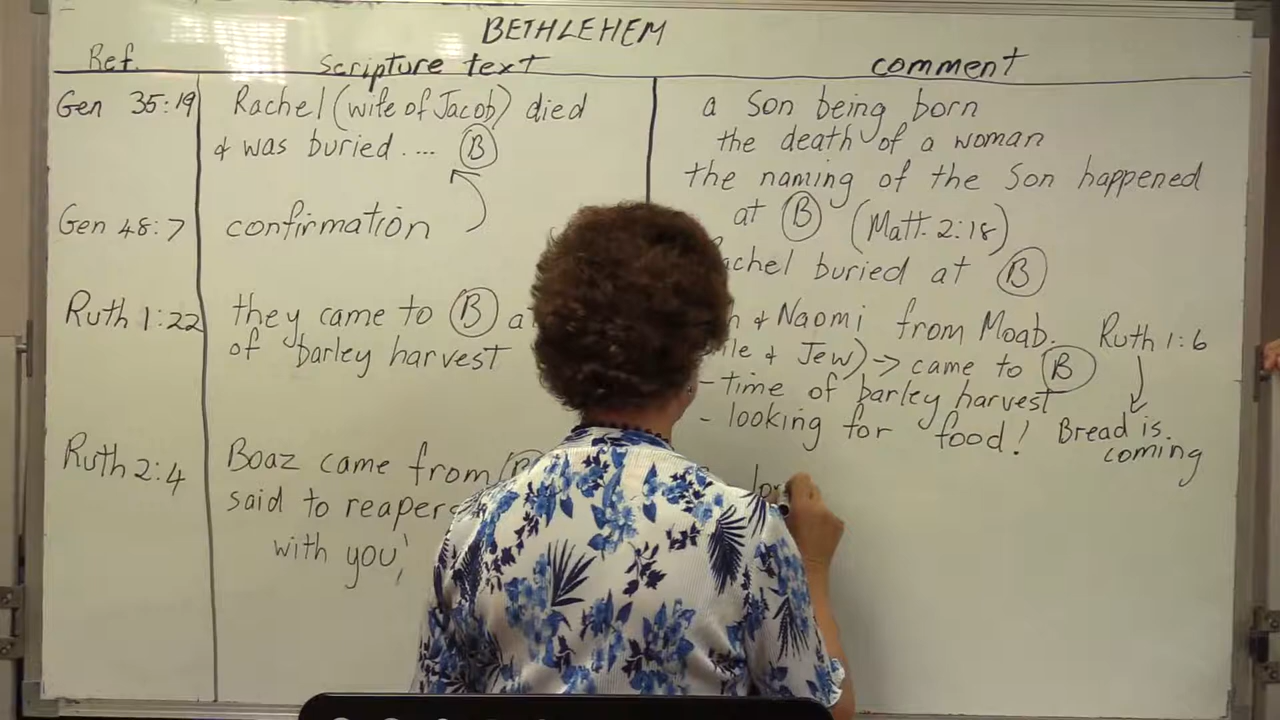 BETHLEHEM
Ref. Scripture text comment
Gen 35:19 Rachel (wife of Jacob) died
& was buried .... B
a Son being born
the death of a woman
the naming of the Son happened
at B (Matt. 2:18)
Gen 48:7 confirmation
buried at B
Ruth 1:22 they came to B
of barley harvest
& Naomi from Moab. Ruth 1:6
& Jew) -> came to B
- time of barley harvest
- looking for food! Bread is
coming
Ruth 2:4 Boaz came from
said to reapers
with you,'